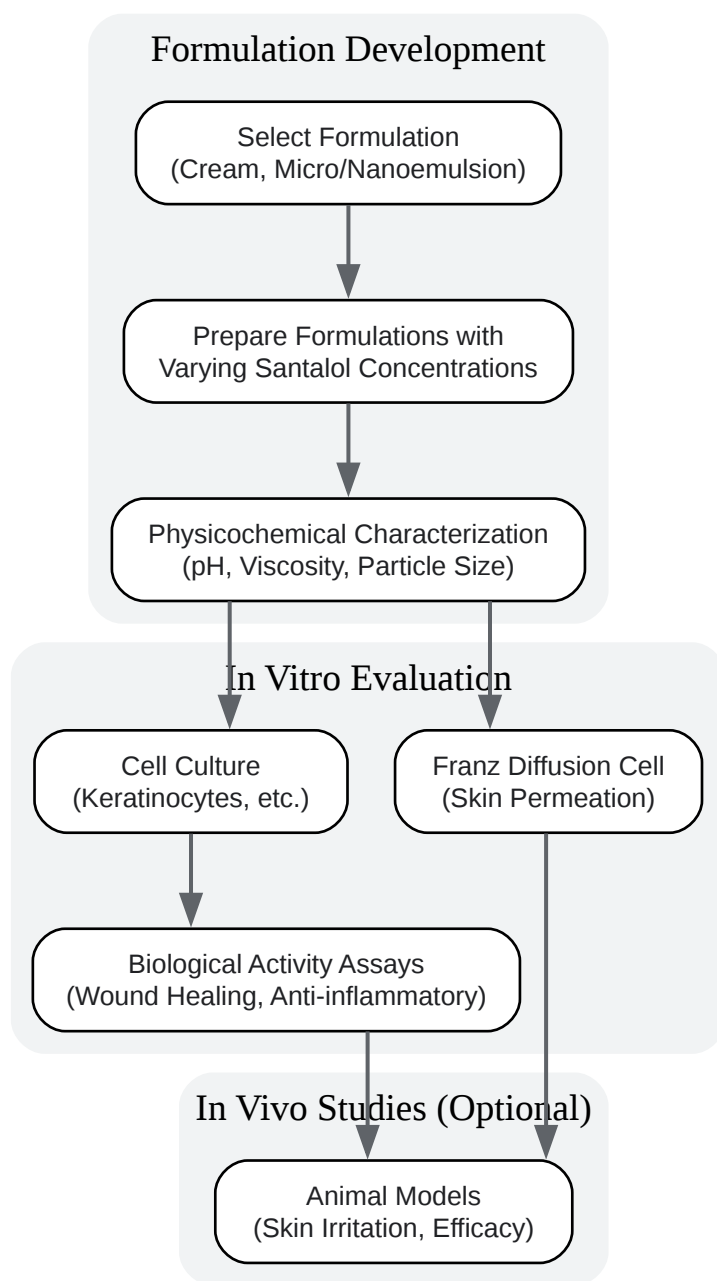 Formulation Development
Select Formulation
(Cream, Micro/Nanoemulsion)
Prepare Formulations with
Varying Santalol Concentrations
Physicochemical Characterization
(pH, Viscosity, Particle Size)
In Vitro Evaluation
Cell Culture
(Keratinocytes, etc.)
Franz Diffusion Cell
(Skin Permeation)
Biological Activity Assays
(Wound Healing, Anti-inflammatory)
In Vivo Studies (Optional)
Animal Models
(Skin Irritation, Efficacy)